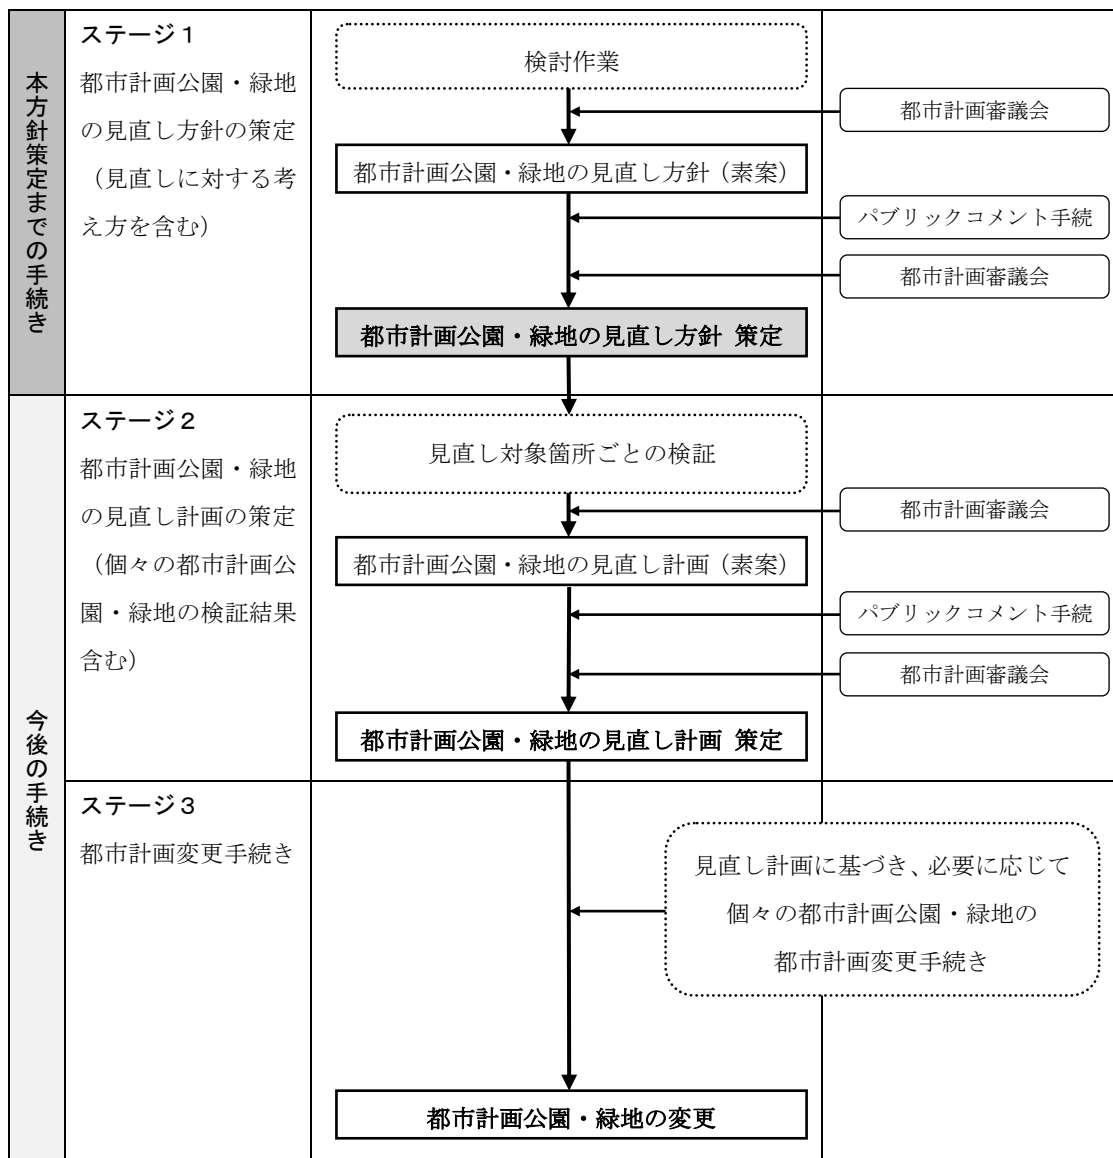 本方針策定までの手続き
ステージ１
都市計画公園・緑地
の見直し方針の策定
（見直しに対する考
え方を含む）
検討作業
都市計画審議会
都市計画公園・緑地の見直し方針（素案）
パブリックコメント手続
都市計画審議会
都市計画公園・緑地の見直し方針 策定
今後の手続き
ステージ２
都市計画公園・緑地
の見直し計画の策定
（個々の都市計画公
園・緑地の検証結果
含む）
見直し対象箇所ごとの検証
都市計画審議会
都市計画公園・緑地の見直し計画（素案）
パブリックコメント手続
都市計画審議会
都市計画公園・緑地の見直し計画 策定
ステージ３
都市計画変更手続き
見直し計画に基づき、必要に応じて
個々の都市計画公園・緑地の
都市計画変更手続き
都市計画公園・緑地の変更